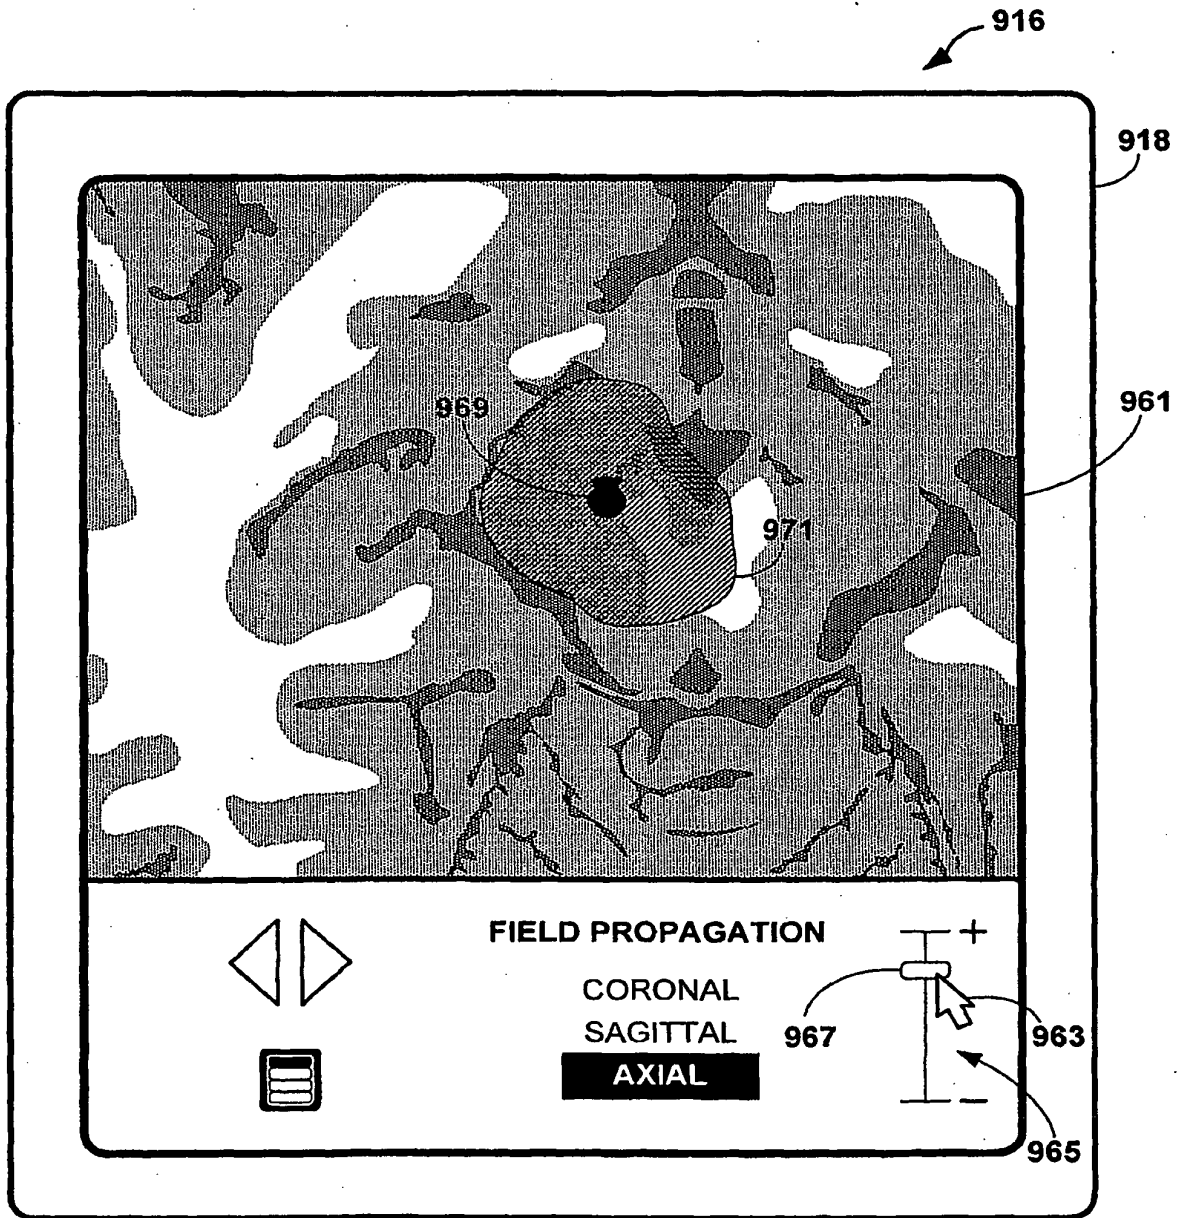 916
918
961
969
971
FIELD PROPAGATION
+
CORONAL
SAGITTAL
967
963
AXIAL
–
965